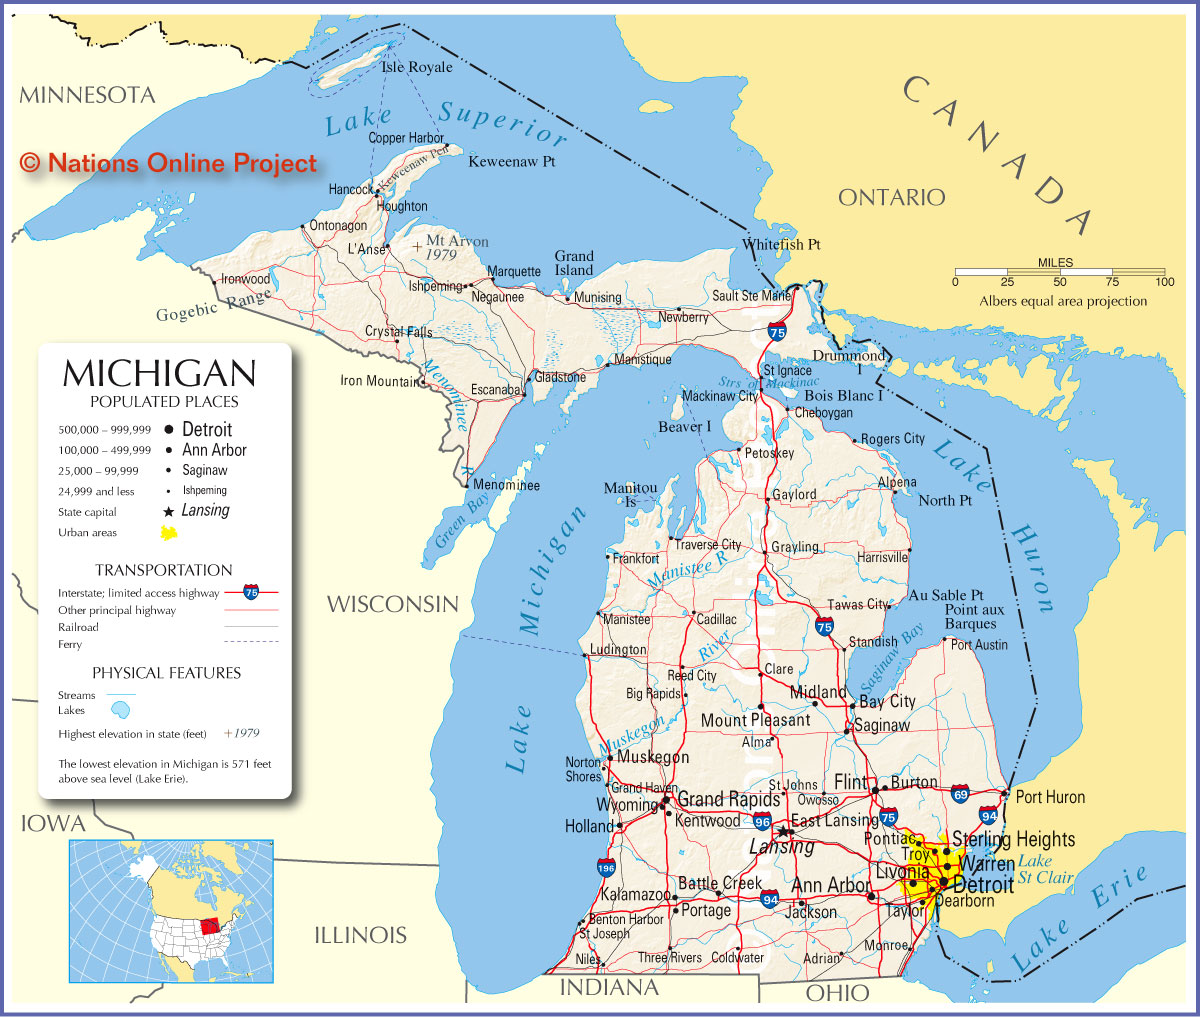 MINNESOTA
© Nations Online Project
Isle Royale
Lake Superior
Copper Harbor
Keweenaw Pen
Keweenaw Pt
Hancock
Houghton
CANADA
ONTARIO
Ontonagon
L'Anse
Mt Arvon
1979
Whitefish Pt
Grand
Island
MILES
0 25 50 75 100
Albers equal area projection
Ironwood
Gogebic Range
Marquette
Ishpeming
Negaunee
Munising
Sault Ste Marie
Newberry
75
Crystal Falls
Iron Mountain
Menominee R
Escanaba
Gladstone
Manistique
Drummond
I
St Ignace
Strs of Mackinac
Mackinaw City
Bois Blanc I
Cheboygan
Beaver I
Rogers City
Petoskey
Lake Huron
Menominee
Green Bay
Manitou
Is
Gaylord
Alpena
North Pt
MICHIGAN
POPULATED PLACES
500,000 – 999,999 Detroit
100,000 – 499,999 Ann Arbor
25,000 – 99,999 Saginaw
24,999 and less Ishpeming
State capital Lansing
Urban areas
TRANSPORTATION
Interstate; limited access highway 75
Other principal highway
Railroad
Ferry
PHYSICAL FEATURES
Streams
Lakes
Highest elevation in state (feet) +1979
The lowest elevation in Michigan is 571 feet
above sea level (Lake Erie).
WISCONSIN
Lake Michigan
Traverse City
Grayling
Harrisville
Frankfort
Manistee R
Tawas City
Au Sable Pt
Point aux
Barques
Port Austin
Manistee
Cadillac
75
Standish
Saginaw Bay
Ludington
River
Reed City
Clare
Big Rapids
Midland
Bay City
Mount Pleasant
Saginaw
Muskegon
Alma
Muskegon
Norton
Shores
Grand Haven
Grand Rapids
St Johns
Owosso
Flint
Burton
69
Port Huron
Wyoming
Kentwood
96
East Lansing
75
94
Holland
Lansing
Pontiac
Sterling Heights
Troy
Warren
Lake
St Clair
196
Livonia
Detroit
Battle Creek
Ann Arbor
Kalamazoo
94
Dearborn
Portage
Jackson
Taylor
Benton Harbor
St Joseph
Lake Erie
Monroe
Niles
Three Rivers
Coldwater
Adrian
IOWA
ILLINOIS
INDIANA
OHIO